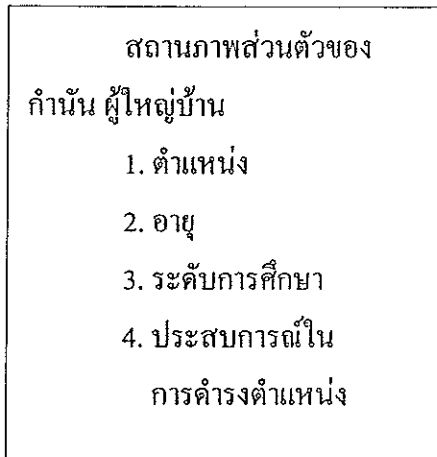 สถานภาพส่วนตัวของ
กำนัน ผู้ใหญ่บ้าน
1. ตำแหน่ง
2. อายุ
3. ระดับการศึกษา
4. ประสบการณ์ใน
การดำรงตำแหน่ง